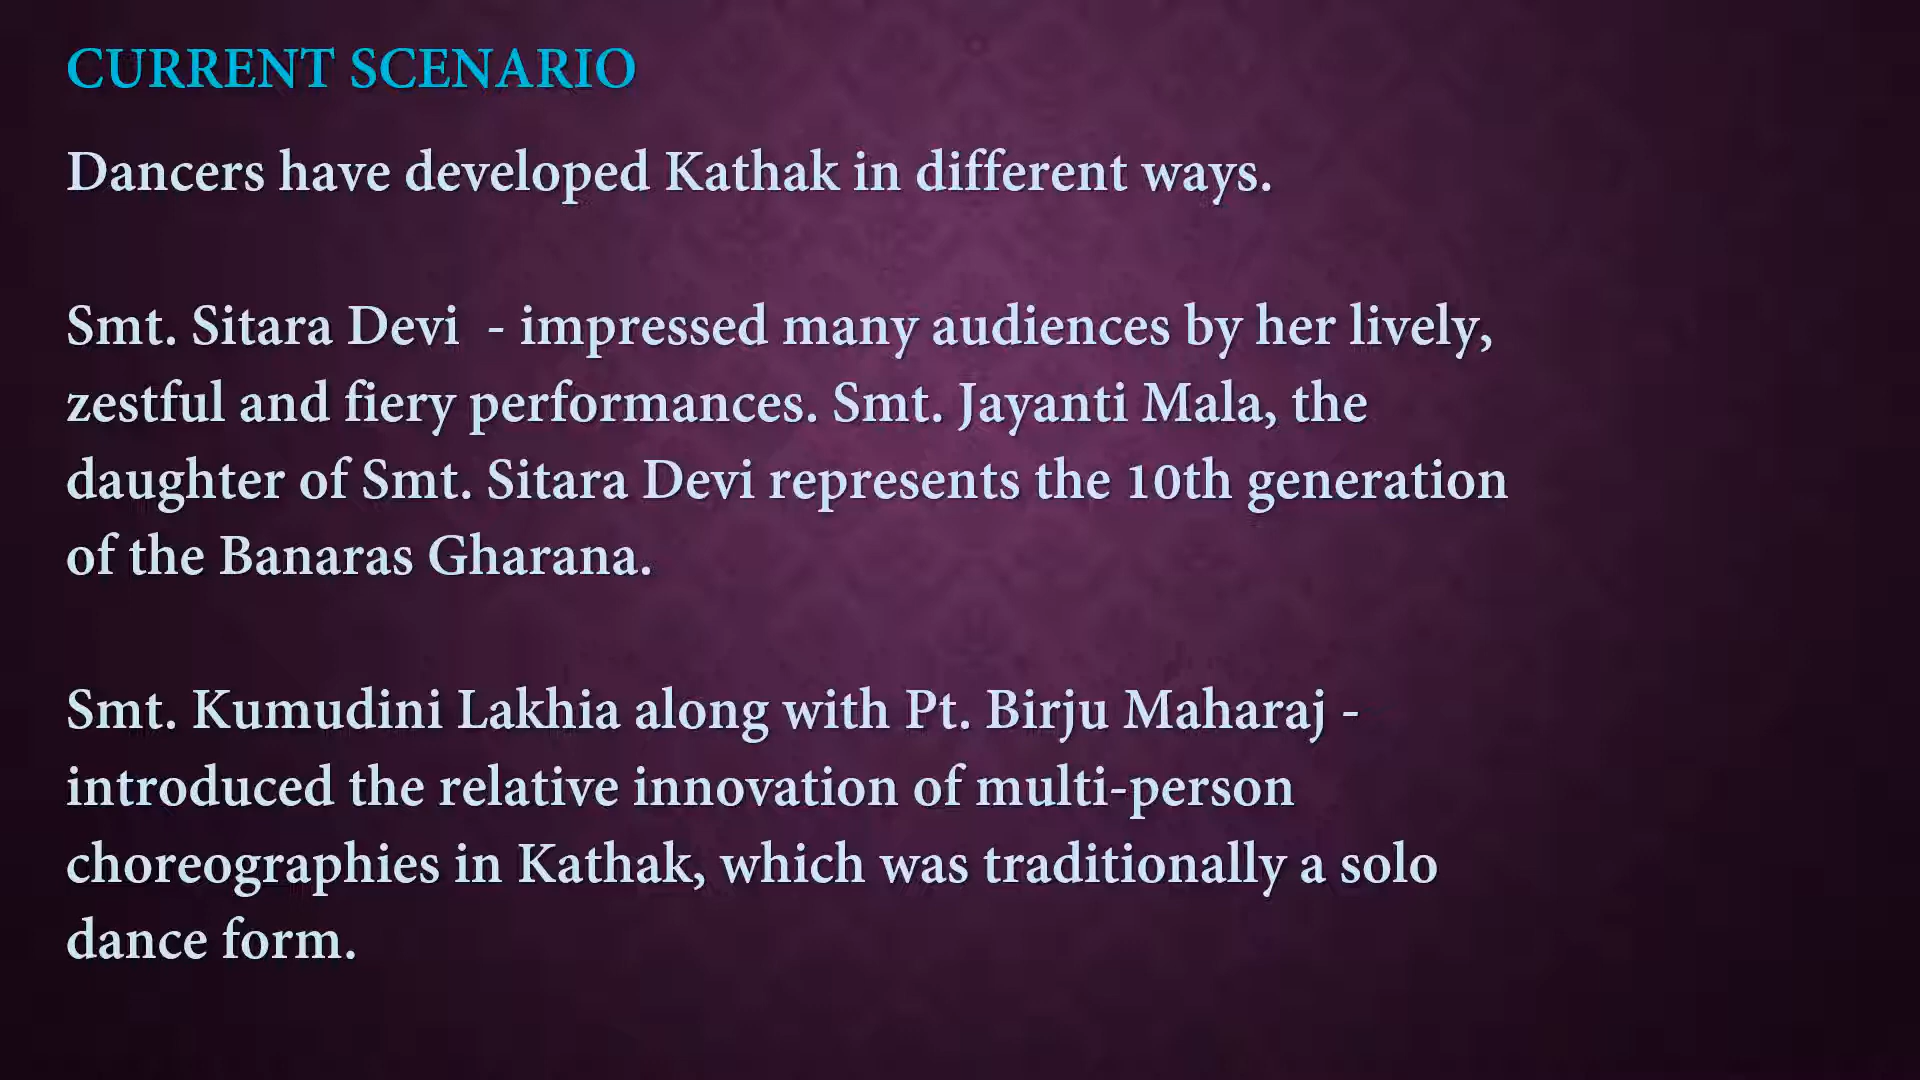 CURRENT SCENARIO
Dancers have developed Kathak in different ways.
Smt. Sitara Devi  - impressed many audiences by her lively,
zestful and fiery performances. Smt. Jayanti Mala, the
daughter of Smt. Sitara Devi represents the 10th generation
of the Banaras Gharana.
Smt. Kumudini Lakhia along with Pt. Birju Maharaj -
introduced the relative innovation of multi-person
choreographies in Kathak, which was traditionally a solo
dance form.